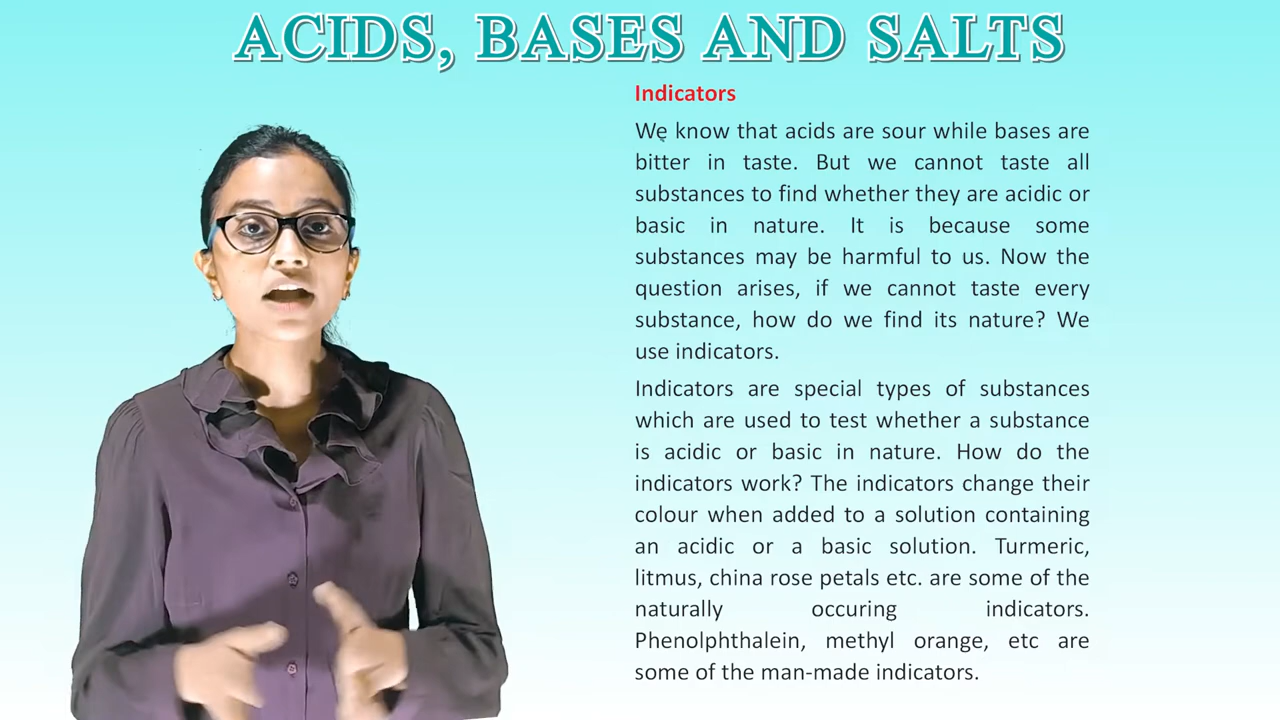 ACIDS, BASES AND SALTS
Indicators
We know that acids are sour while bases are
bitter in taste. But we cannot taste all
substances to find whether they are acidic or
basic in nature. It is because some
substances may be harmful to us. Now the
question arises, if we cannot taste every
substance, how do we find its nature? We
use indicators.
Indicators are special types of substances
which are used to test whether a substance
is acidic or basic in nature. How do the
indicators work? The indicators change their
colour when added to a solution containing
an acidic or a basic solution. Turmeric,
litmus, china rose petals etc. are some of the
naturally occuring indicators.
Phenolphthalein, methyl orange, etc are
some of the man-made indicators.